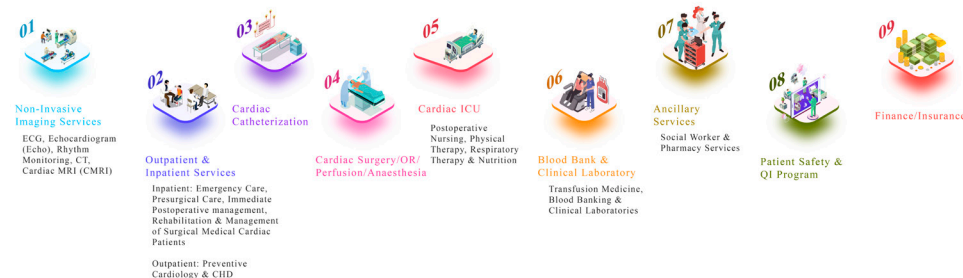 01
Non-Invasive
Imaging Services
ECG, Echocardiogram
(Echo), Rhythm
Monitoring, CT,
Cardiac MRI (CMRI)
02
Outpatient &
Inpatient Services
Inpatient: Emergency Care,
Presurgical Care, Immediate
Postoperative management,
Rehabilitation & Management
of Surgical Medical Cardiac
Patients
Outpatient: Preventive
Cardiology & CHD
03
Cardiac
Catheterization
04
Cardiac Surgery/OR/
Perfusion/Anaesthesia
05
Cardiac ICU
Postoperative
Nursing, Physical
Therapy, Respiratory
Therapy & Nutrition
06
Blood Bank &
Clinical Laboratory
Transfusion Medicine,
Blood Banking &
Clinical Laboratories
07
Ancillary
Services
Social Worker &
Pharmacy Services
08
Patient Safety &
QI Program
09
Finance/Insurance